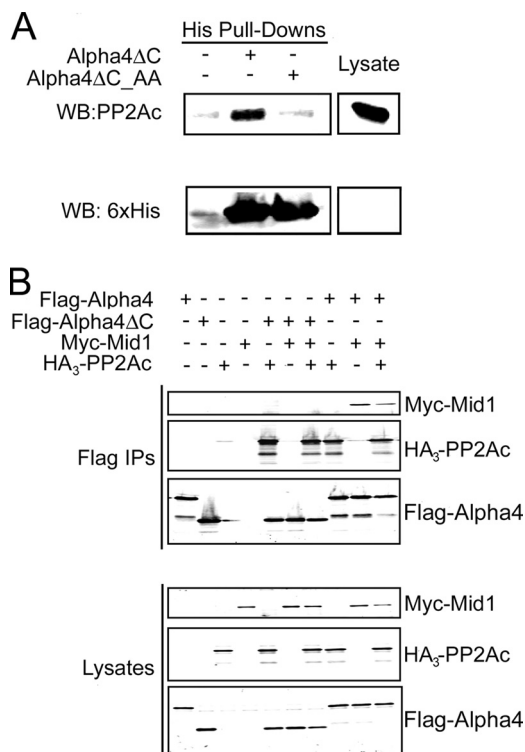 A
His Pull-Downs
Alpha4ΔC - + -
Alpha4ΔC_AA - - +
Lysate
WB:PP2Ac
WB: 6xHis
B
Flag-Alpha4 + - - - - - - + + +
Flag-Alpha4ΔC - + - - + + + - - -
Myc-Mid1 - - - + - + + - + +
HA₃-PP2Ac - - + - + - + + - +
Myc-Mid1
Flag IPs
HA₃-PP2Ac
Flag-Alpha4
Myc-Mid1
Lysates
HA₃-PP2Ac
Flag-Alpha4